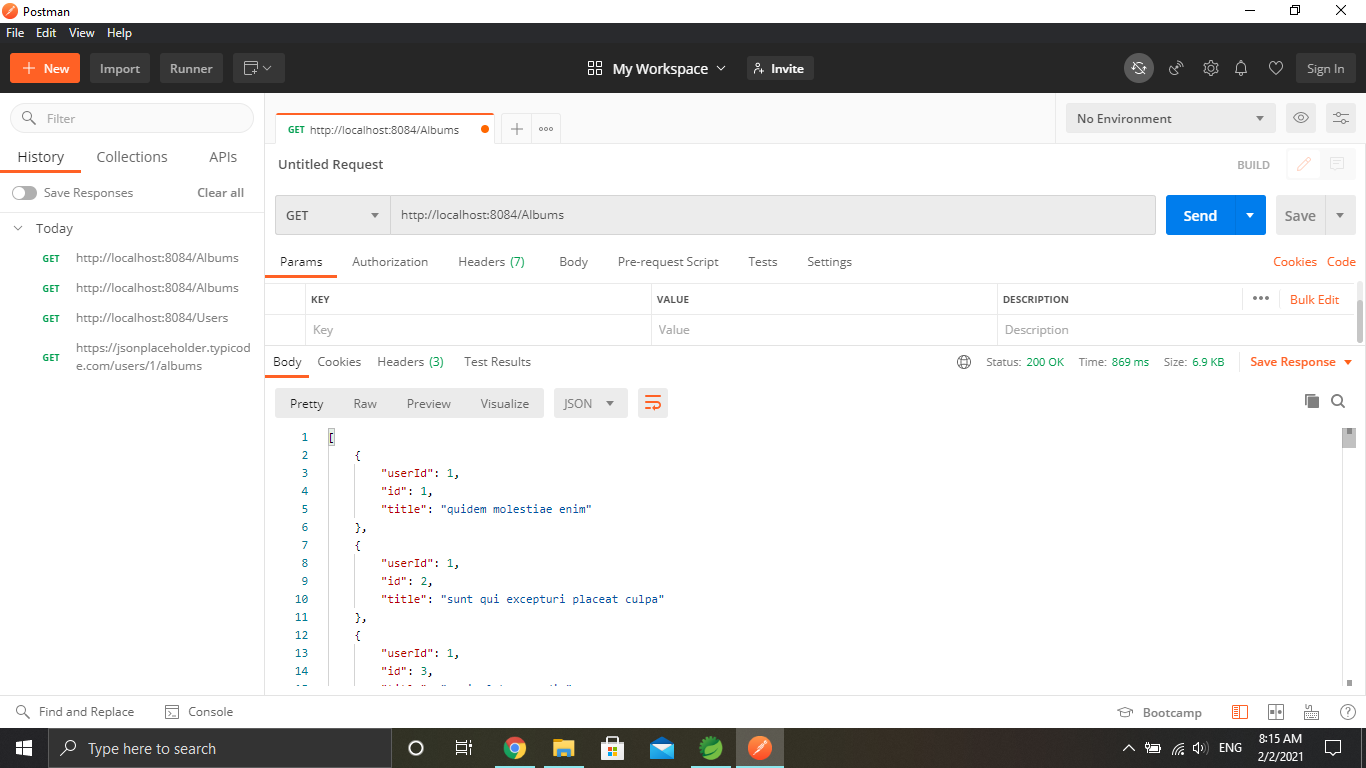 Postman
File Edit View Help
New Import Runner My Workspace Invite Sign In
Filter
History Collections APIs
Save Responses Clear all
Today
GET http://localhost:8084/Albums
GET http://localhost:8084/Albums
GET http://localhost:8084/Users
GET https://jsonplaceholder.typicod
e.com/users/1/albums
GET http://localhost:8084/Albums
No Environment
Untitled Request
BUILD
GET http://localhost:8084/Albums
Send Save
Params Authorization Headers (7) Body Pre-request Script Tests Settings Cookies Code
KEY VALUE DESCRIPTION Bulk Edit
Key Value Description
Body Cookies Headers (3) Test Results Status: 200 OK Time: 869 ms Size: 6.9 KB Save Response
Pretty Raw Preview Visualize JSON
1 [
2 {
3 "userId": 1,
4 "id": 1,
5 "title": "quidem molestiae enim"
6 },
7 {
8 "userId": 1,
9 "id": 2,
10 "title": "sunt qui excepturi placeat culpa"
11 },
12 {
13 "userId": 1,
14 "id": 3,
Find and Replace Console Bootcamp
Type here to search
ENG
8:15 AM
2/2/2021